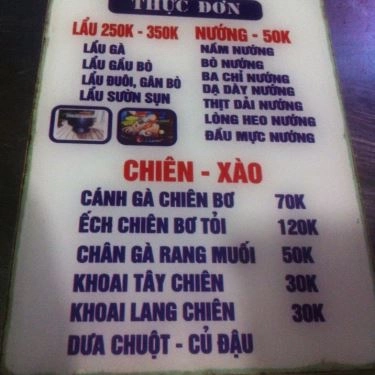 THỰC ĐƠN
LẨU 250K - 350K
LẨU GÀ
LẨU GẦU BÒ
LẨU ĐUÔI, GÂN BÒ
LẨU SƯỜN SỤN
NƯỚNG - 50K
NẤM NƯỚNG
BÒ NƯỚNG
BA CHỈ NƯỚNG
DẠ DÀY NƯỚNG
THỊT DẢI NƯỚNG
LÒNG HEO NƯỚNG
ĐẦU MỰC NƯỚNG
CHIÊN - XÀO
CÁNH GÀ CHIÊN BƠ 70K
ẾCH CHIÊN BƠ TỎI 120K
CHÂN GÀ RANG MUỐI 50K
KHOAI TÂY CHIÊN 30K
KHOAI LANG CHIÊN 30K
DƯA CHUỘT - CỦ ĐẬU